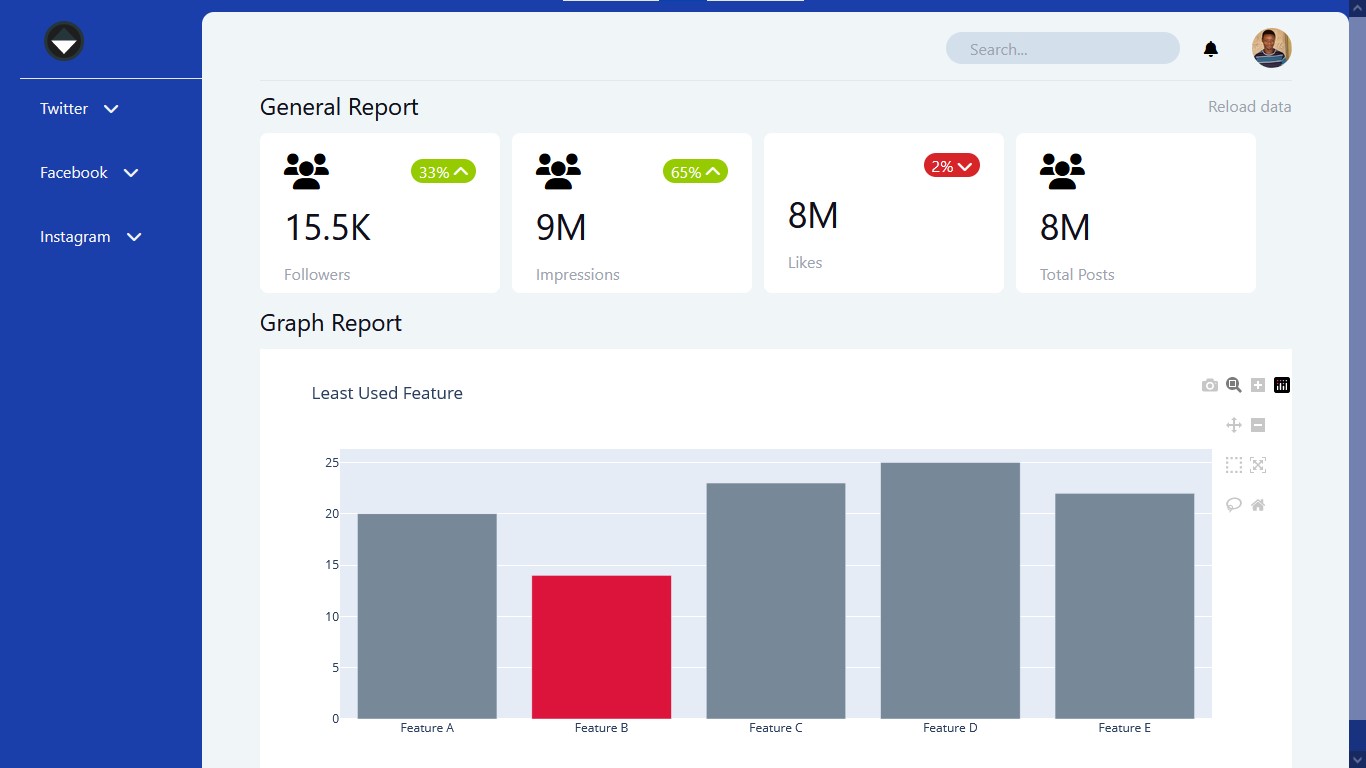 Search...
Twitter
Facebook
Instagram
General Report
Reload data
33%
15.5K
Followers
65%
9M
Impressions
2%
8M
Likes
8M
Total Posts
Graph Report
Least Used Feature
25
20
15
10
5
0
Feature A
Feature B
Feature C
Feature D
Feature E